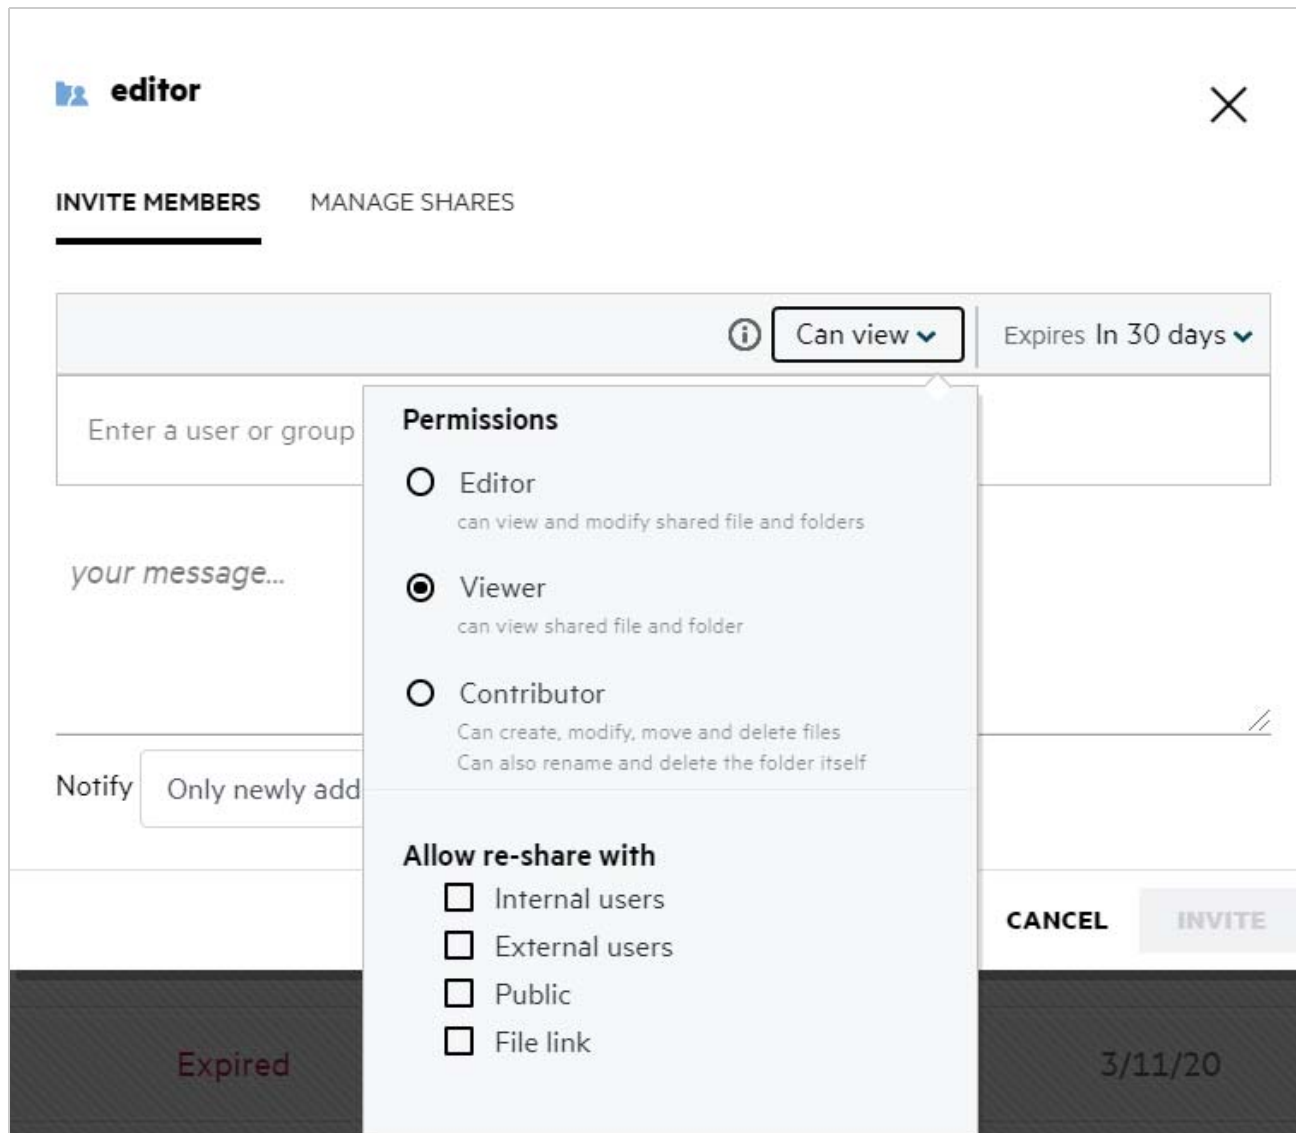 editor
INVITE MEMBERS MANAGE SHARES
Can view Expires In 30 days
Enter a user or group
Permissions
Editor
can view and modify shared file and folders
your message...
Viewer
can view shared file and folder
Contributor
Can create, modify, move and delete files
Can also rename and delete the folder itself
Notify Only newly add
Allow re-share with
Internal users
External users
Public
File link
CANCEL INVITE
Expired 3/11/20